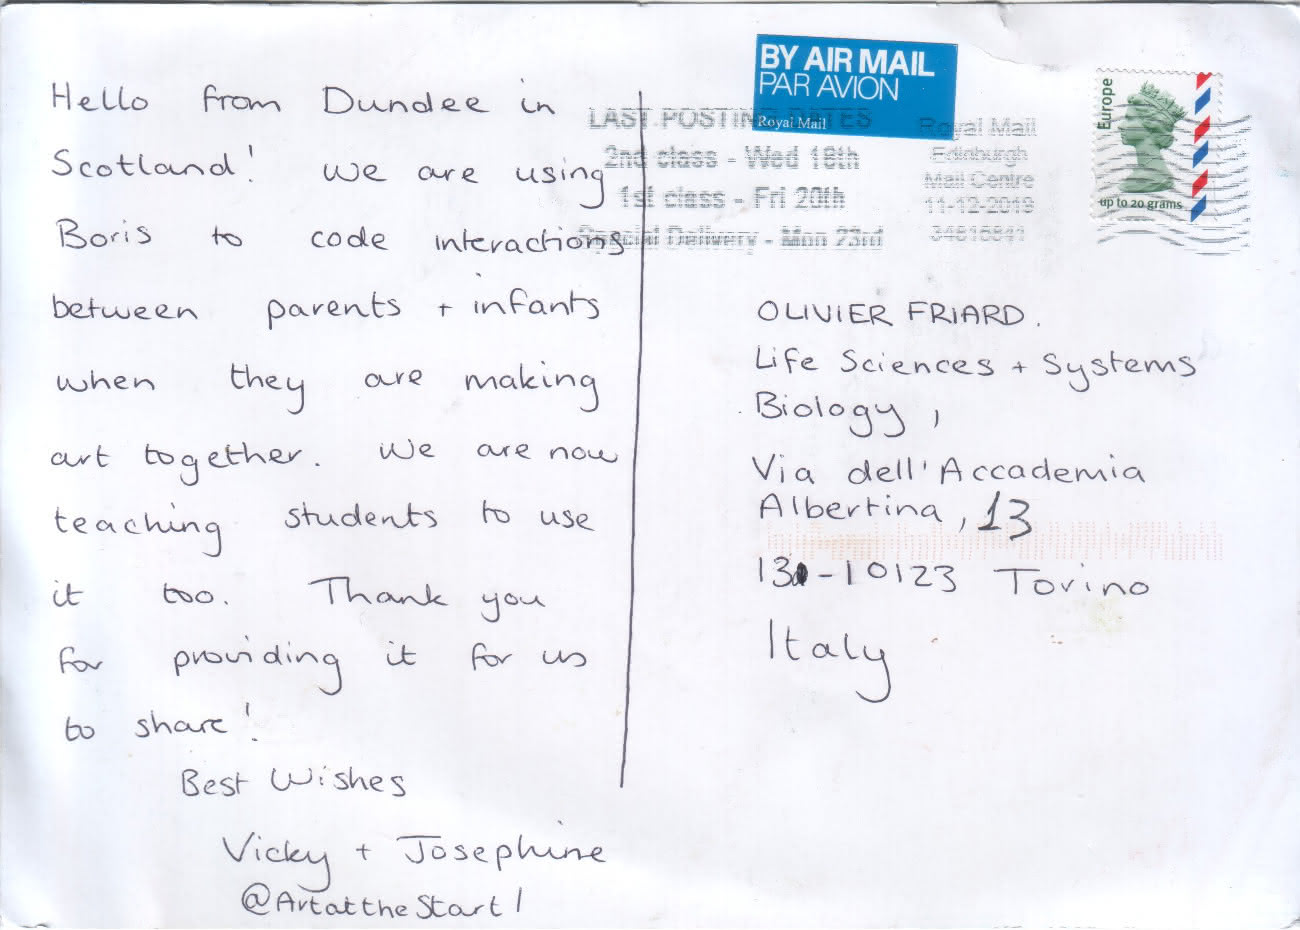 Hello from Dundee in
Scotland! We are using
Boris to code interactions
between parents + infants
when they are making
art together. We are now
teaching students to use
it too. Thank you
for providing it for us
to share!
Best Wishes
Vicky + Josephine
@ArtattheStart1
BY AIR MAIL
PAR AVION
Royal Mail
LAST POSTING DATES
2nd class - Wed 18th
1st class - Fri 20th
Special Delivery - Mon 23rd
Royal Mail
Edinburgh
Mail Centre
11-12-2019
34616841
Europe
up to 20 grams
OLIVIER FRIARD.
Life Sciences + Systems
Biology,
Via dell'Accademia
Albertina, 13
13 -10123 Torino
Italy